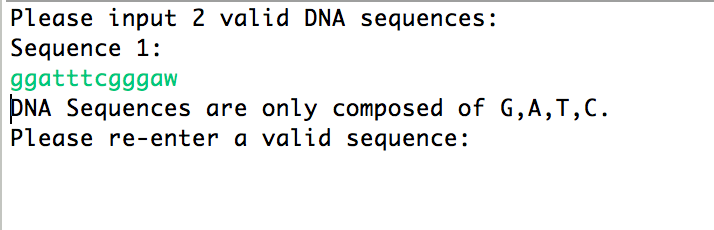 Please input 2 valid DNA sequences:
Sequence 1:
ggatttcgggaw
DNA Sequences are only composed of G,A,T,C.
Please re-enter a valid sequence: